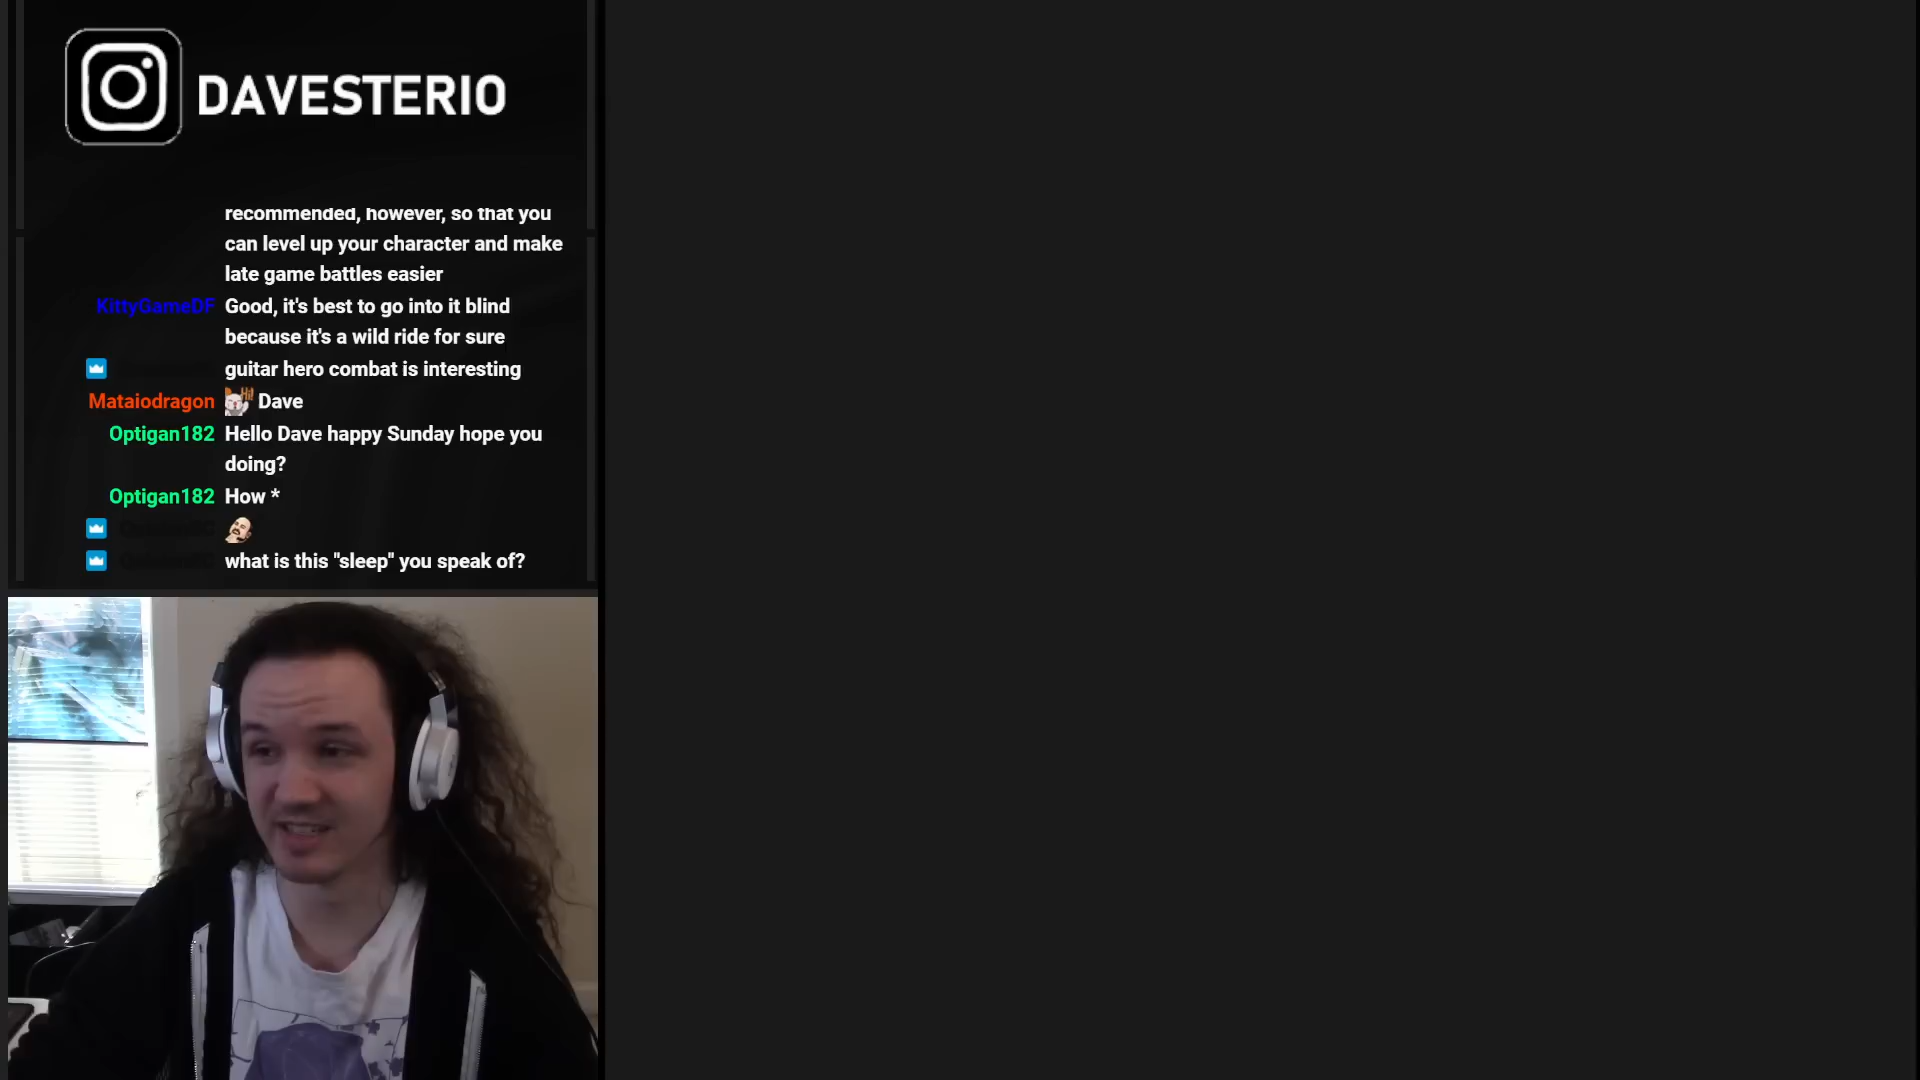 DAVESTERIO
recommended, however, so that you
can level up your character and make
late game battles easier
KittyGameDF Good, it's best to go into it blind
because it's a wild ride for sure
guitar hero combat is interesting
Mataiodragon Hi! Dave
Optigan182 Hello Dave happy Sunday hope you
doing?
Optigan182 How *
what is this "sleep" you speak of?